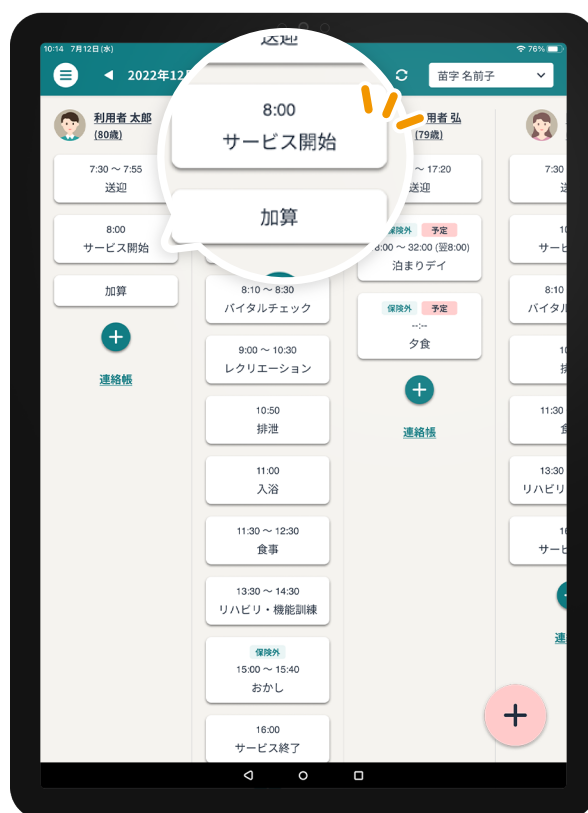 10:14 7月12日(水)
76%
2022年12
苗字 名前子
利用者 太郎
(80歳)
7:30 ～ 7:55
送迎
8:00
サービス開始
加算
連絡帳
送迎
8:00
サービス開始
加算
8:10 ～ 8:30
バイタルチェック
9:00 ～ 10:30
レクリエーション
10:50
排泄
11:00
入浴
11:30 ～ 12:30
食事
13:30 ～ 14:30
リハビリ・機能訓練
保険外
15:00 ～ 15:40
おかし
16:00
サービス終了
用者 弘
(79歳)
～ 17:20
送迎
保険外 予定
8:00 ～ 32:00 (翌8:00)
泊まりデイ
保険外 予定
--:--
夕食
連絡帳
7:30
サービ
8:10
バイタル
11:30
13:30
リハビリ
サービ